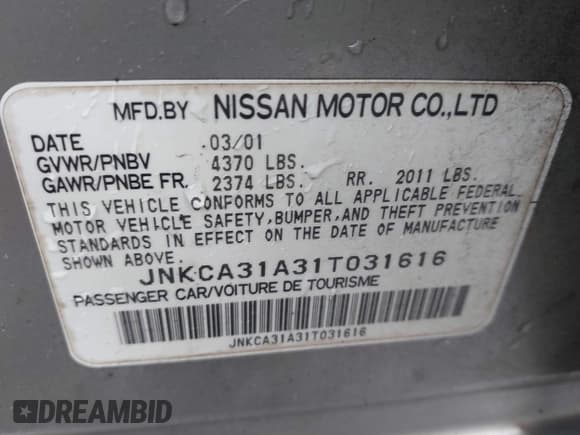 MFD.BY NISSAN MOTOR CO.,LTD
DATE .03/01
GVWR/PNBV 4370 LBS.
GAWR/PNBE FR. 2374 LBS. RR. 2011 LBS.
THIS VEHICLE CONFORMS TO ALL APPLICABLE FEDERAL
MOTOR VEHICLE SAFETY,BUMPER,AND THEFT PREVENTION
STANDARDS IN EFFECT ON THE DATE OF MANUFACTURE
SHOWN ABOVE.
JNKCA31A31T031616
PASSENGER CAR/VOITURE DE TOURISME
JNKCA31A31T031616
DREAMBID